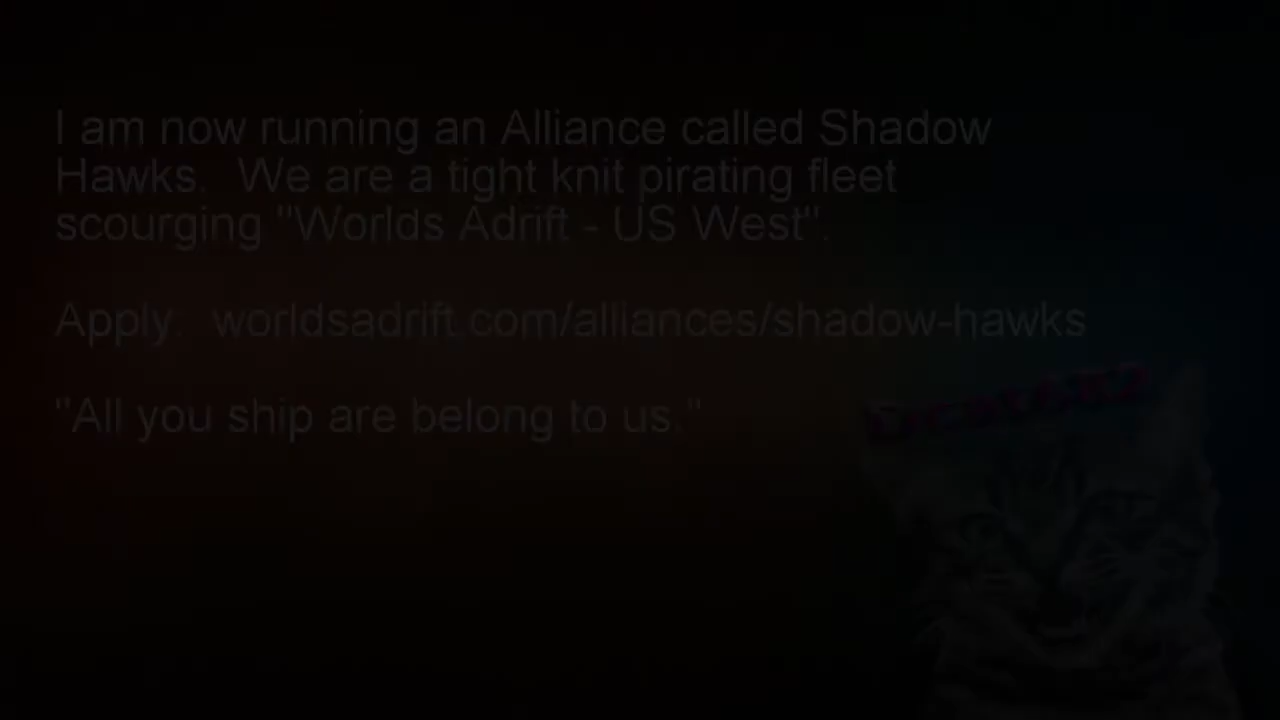 I am now running an Alliance called Shadow
Hawks.  We are a tight knit pirating fleet
scourging "Worlds Adrift - US West".
Apply:  worldsadrift.com/alliances/shadow-hawks
"All you ship are belong to us."